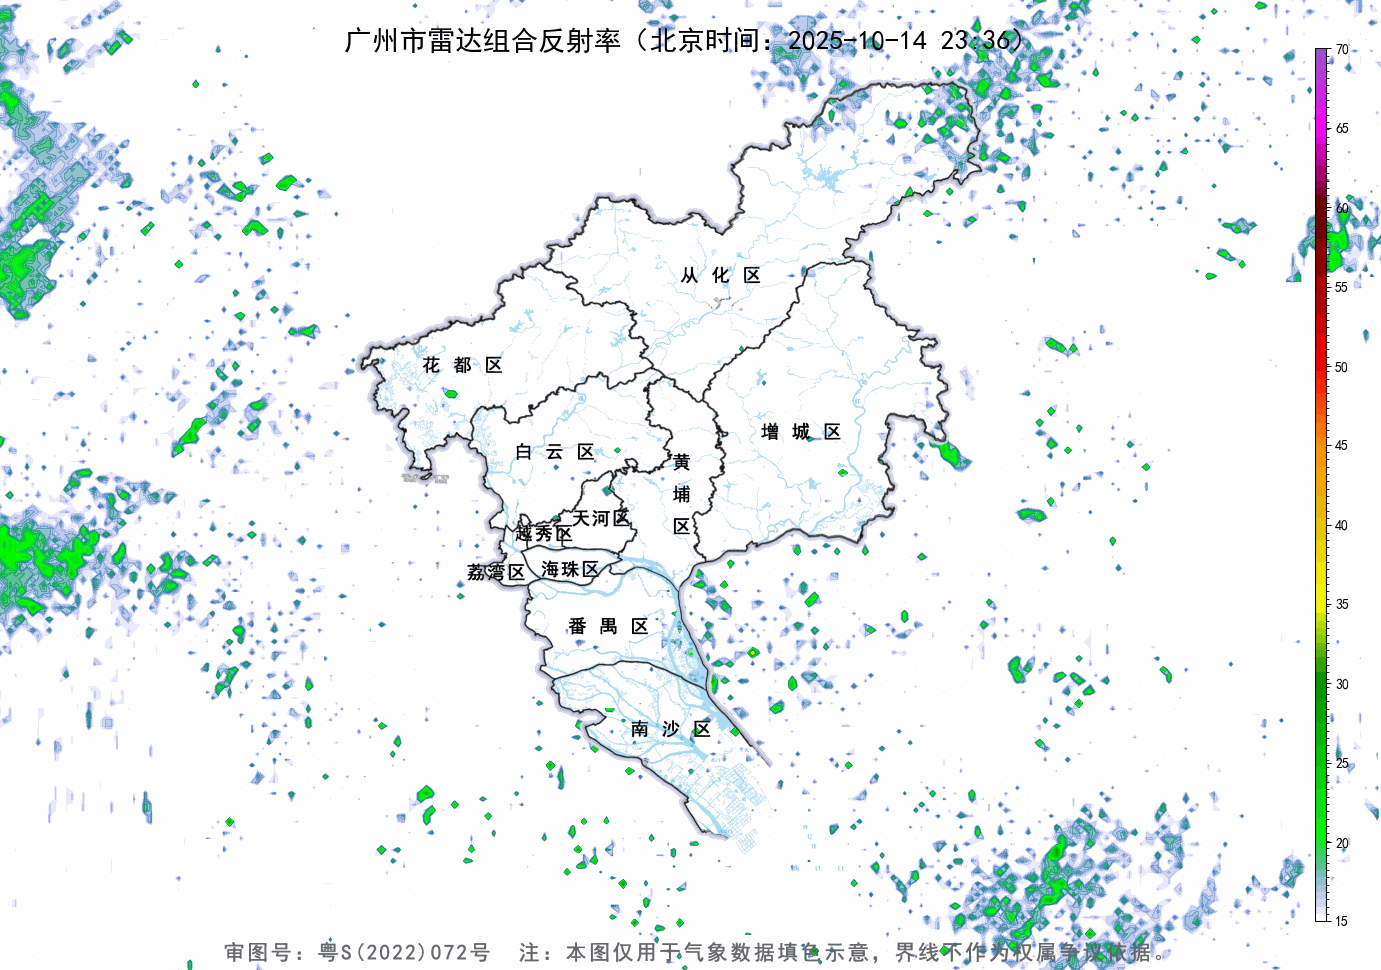 广州市雷达组合反射率（北京时间：2025-10-14 23:36）
70
65
60
55
50
45
40
35
30
25
20
15
从化区
花都区
增城区
白云区
黄埔区
天河区
越秀区
荔湾区
海珠区
番禺区
南沙区
审图号：粤S(2022)072号 注：本图仅用于气象数据填色示意，界线不作为权属争议依据。